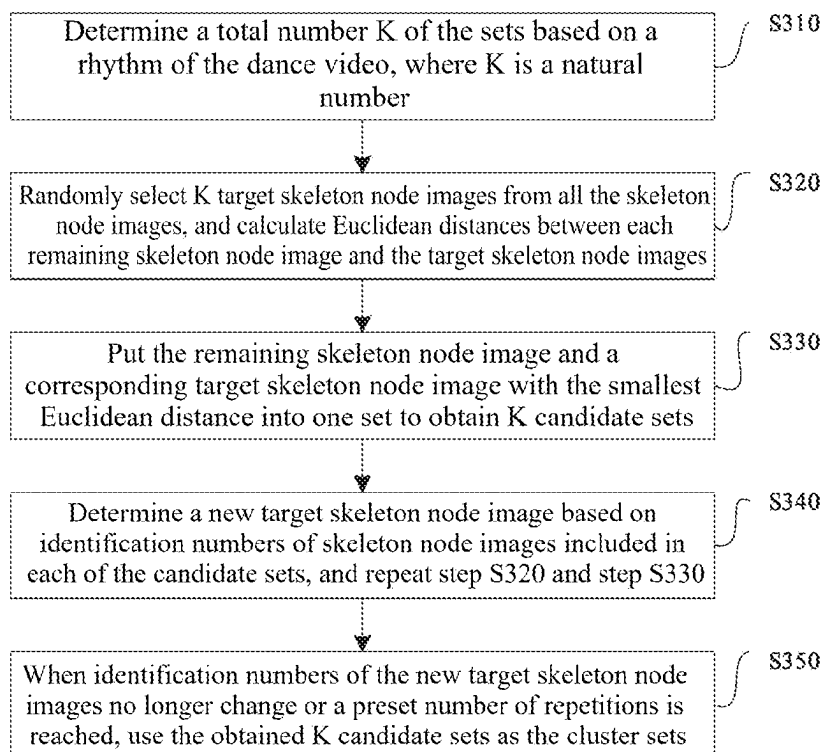 Determine a total number K of the sets based on a
rhythm of the dance video, where K is a natural
number
S310
Randomly select K target skeleton node images from all the skeleton
node images, and calculate Euclidean distances between each
remaining skeleton node image and the target skeleton node images
S320
Put the remaining skeleton node image and a
corresponding target skeleton node image with the smallest
Euclidean distance into one set to obtain K candidate sets
S330
Determine a new target skeleton node image based on
identification numbers of skeleton node images included in
each of the candidate sets, and repeat step S320 and step S330
S340
When identification numbers of the new target skeleton node
images no longer change or a preset number of repetitions is
reached, use the obtained K candidate sets as the cluster sets
S350